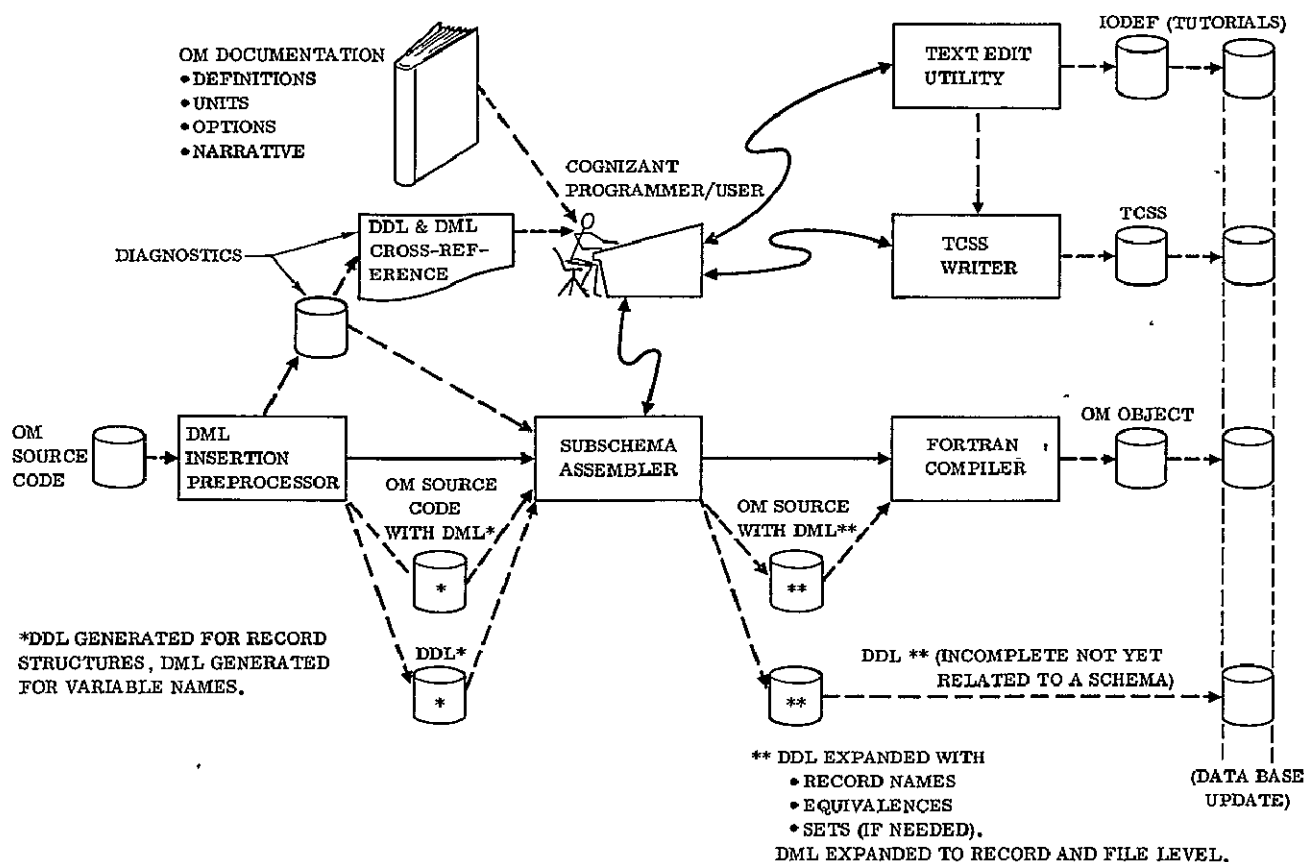 OM DOCUMENTATION
• DEFINITIONS
• UNITS
• OPTIONS
• NARRATIVE
COGNIZANT
PROGRAMMER/USER
TEXT EDIT
UTILITY
IODEF (TUTORIALS)
DIAGNOSTICS
DDL & DML
CROSS-REF-
ERENCE
TCSS
WRITER
TCSS
OM
SOURCE
CODE
DML
INSERTION
PREPROCESSOR
OM SOURCE
CODE
WITH DML*
*
DDL*
*
SUBSCHEMA
ASSEMBLER
OM SOURCE
WITH DML**
**
FORTRAN
COMPILER
OM OBJECT
*DDL GENERATED FOR RECORD
STRUCTURES, DML GENERATED
FOR VARIABLE NAMES.
**
DDL ** (INCOMPLETE NOT YET
RELATED TO A SCHEMA)
** DDL EXPANDED WITH
• RECORD NAMES
• EQUIVALENCES
• SETS (IF NEEDED).
DML EXPANDED TO RECORD AND FILE LEVEL.
(DATA BASE
UPDATE)